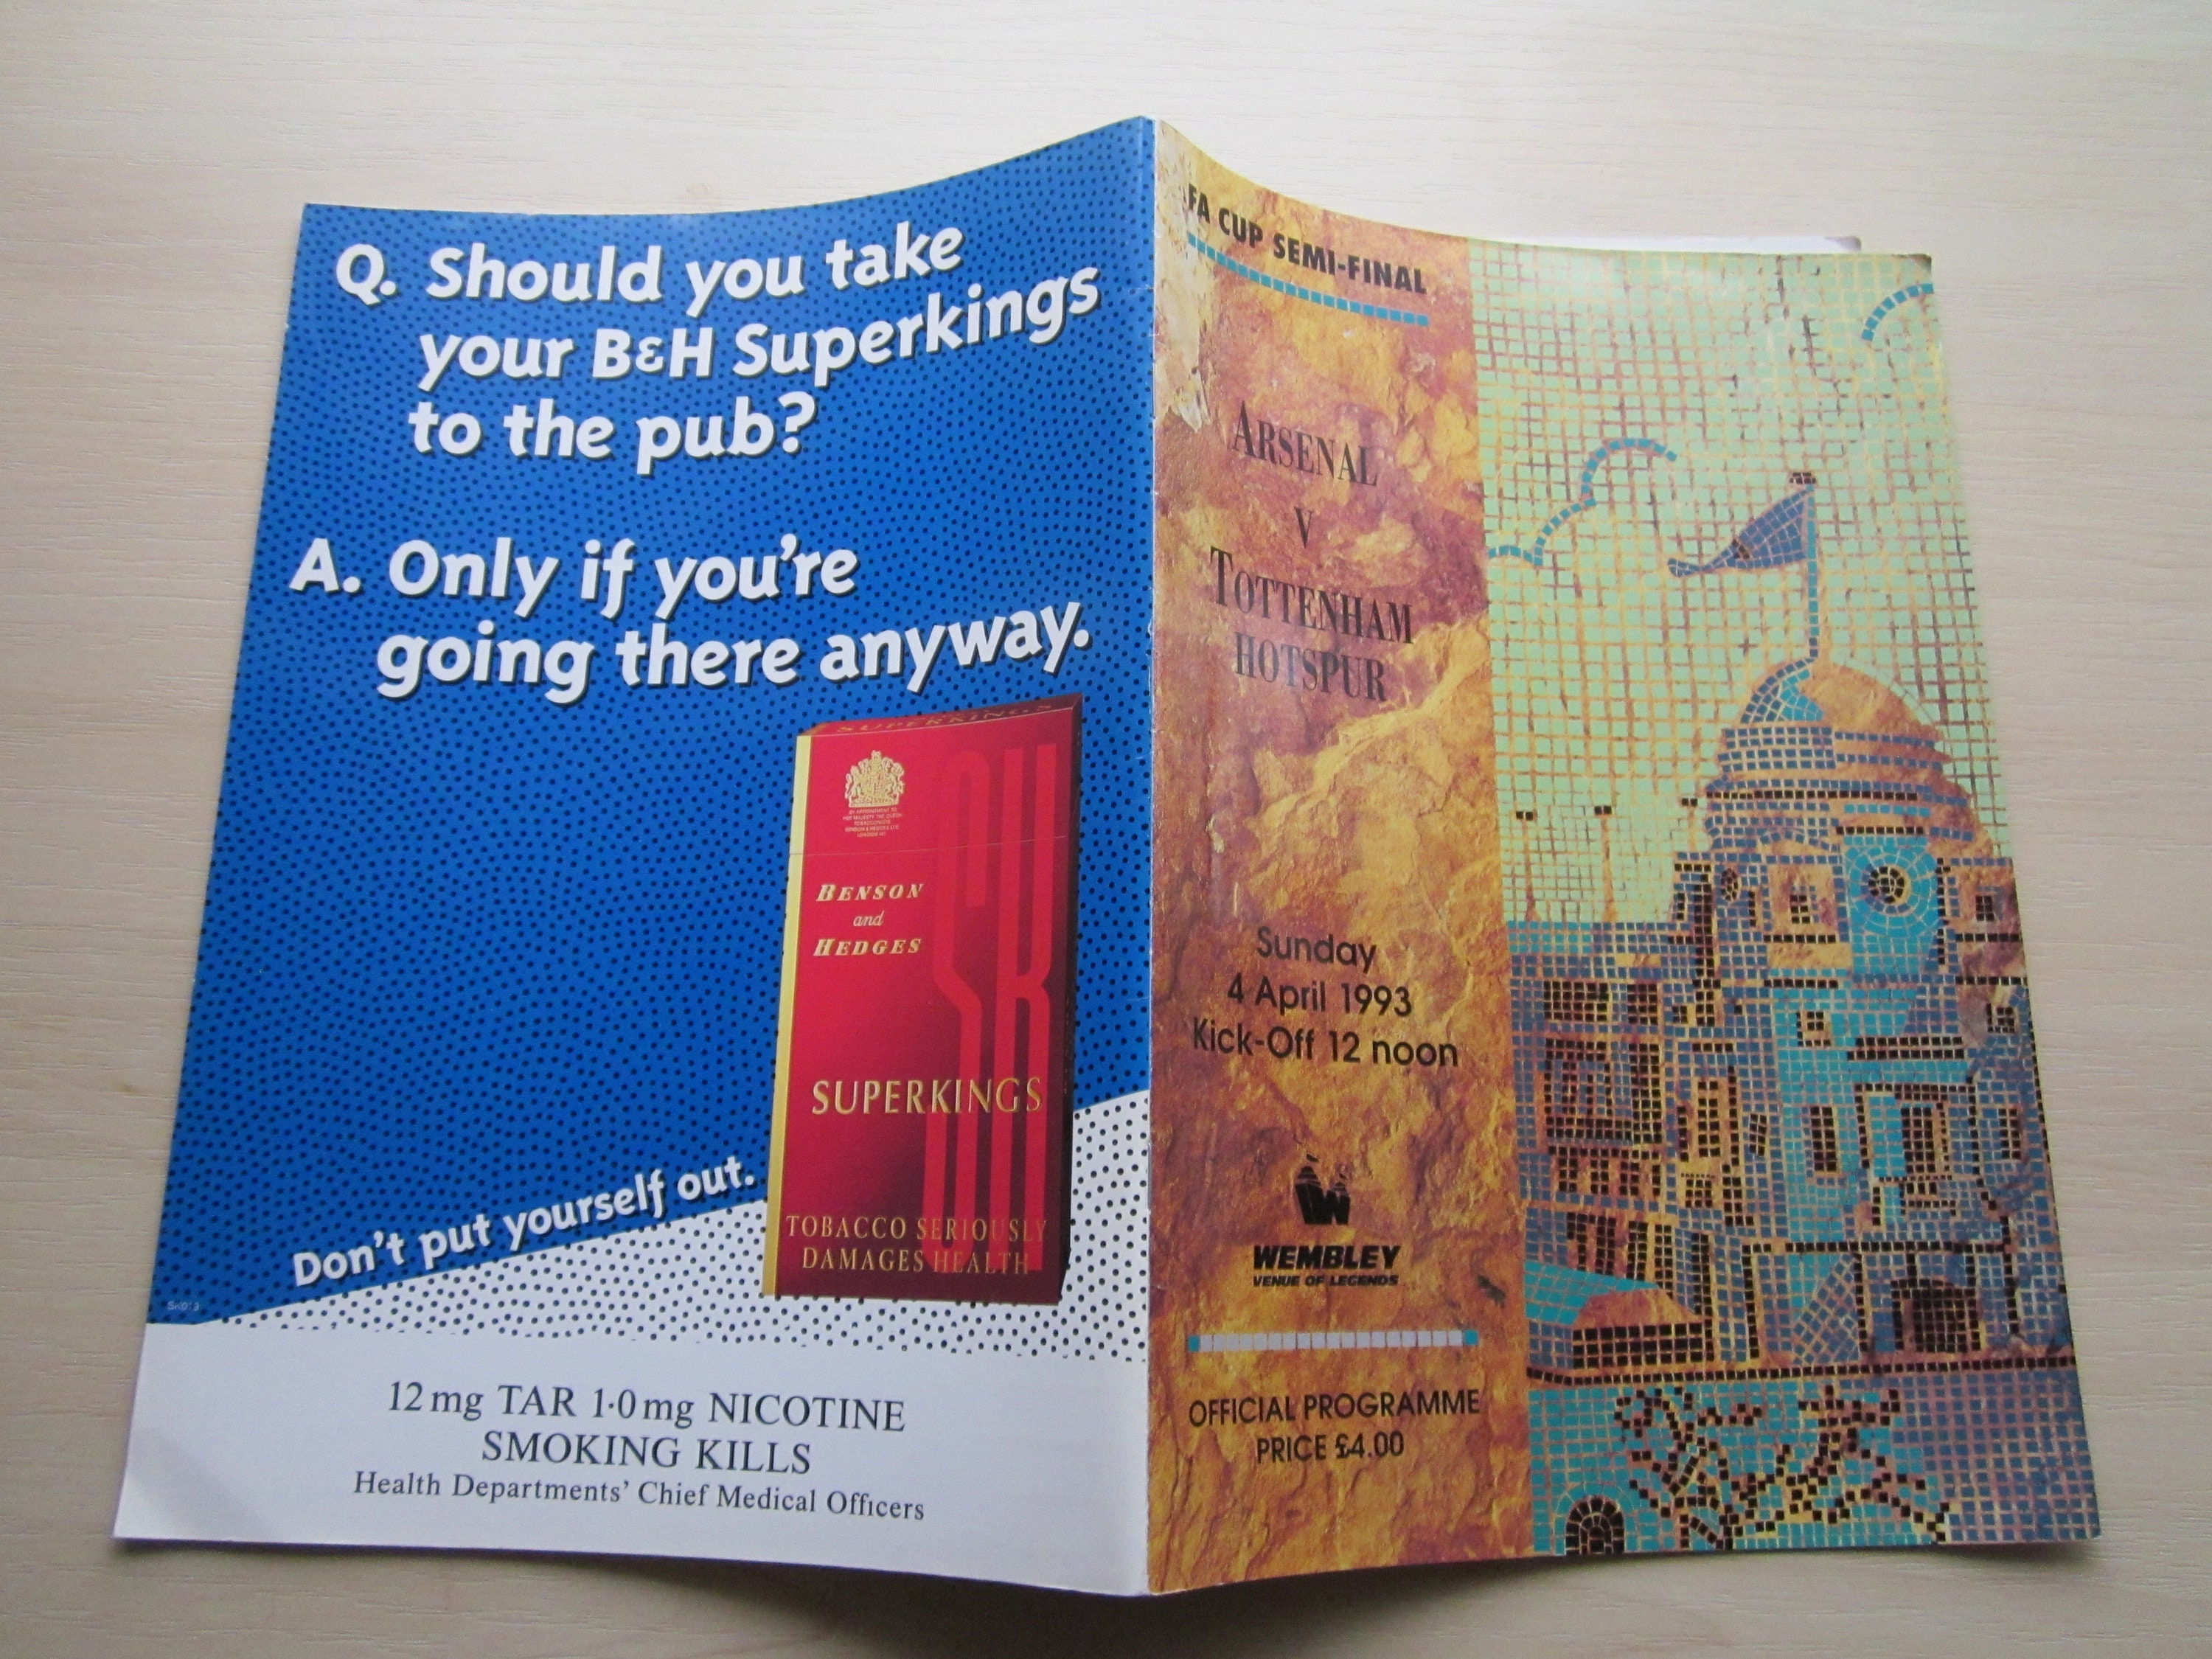 Q. Should you take
your B&H Superkings
to the pub?
A. Only if you're
going there anyway.
SUPERKINGS
BENSON
and
HEDGES
SK
SUPERKINGS
TOBACCO SERIOUSLY
DAMAGES HEALTH
Don't put yourself out.
12 mg TAR 1·0 mg NICOTINE
SMOKING KILLS
Health Departments' Chief Medical Officers
FA CUP SEMI-FINAL
ARSENAL
V
TOTTENHAM
HOTSPUR
Sunday
4 April 1993
Kick-Off 12 noon
WEMBLEY
VENUE OF LEGENDS
OFFICIAL PROGRAMME
PRICE £4.00